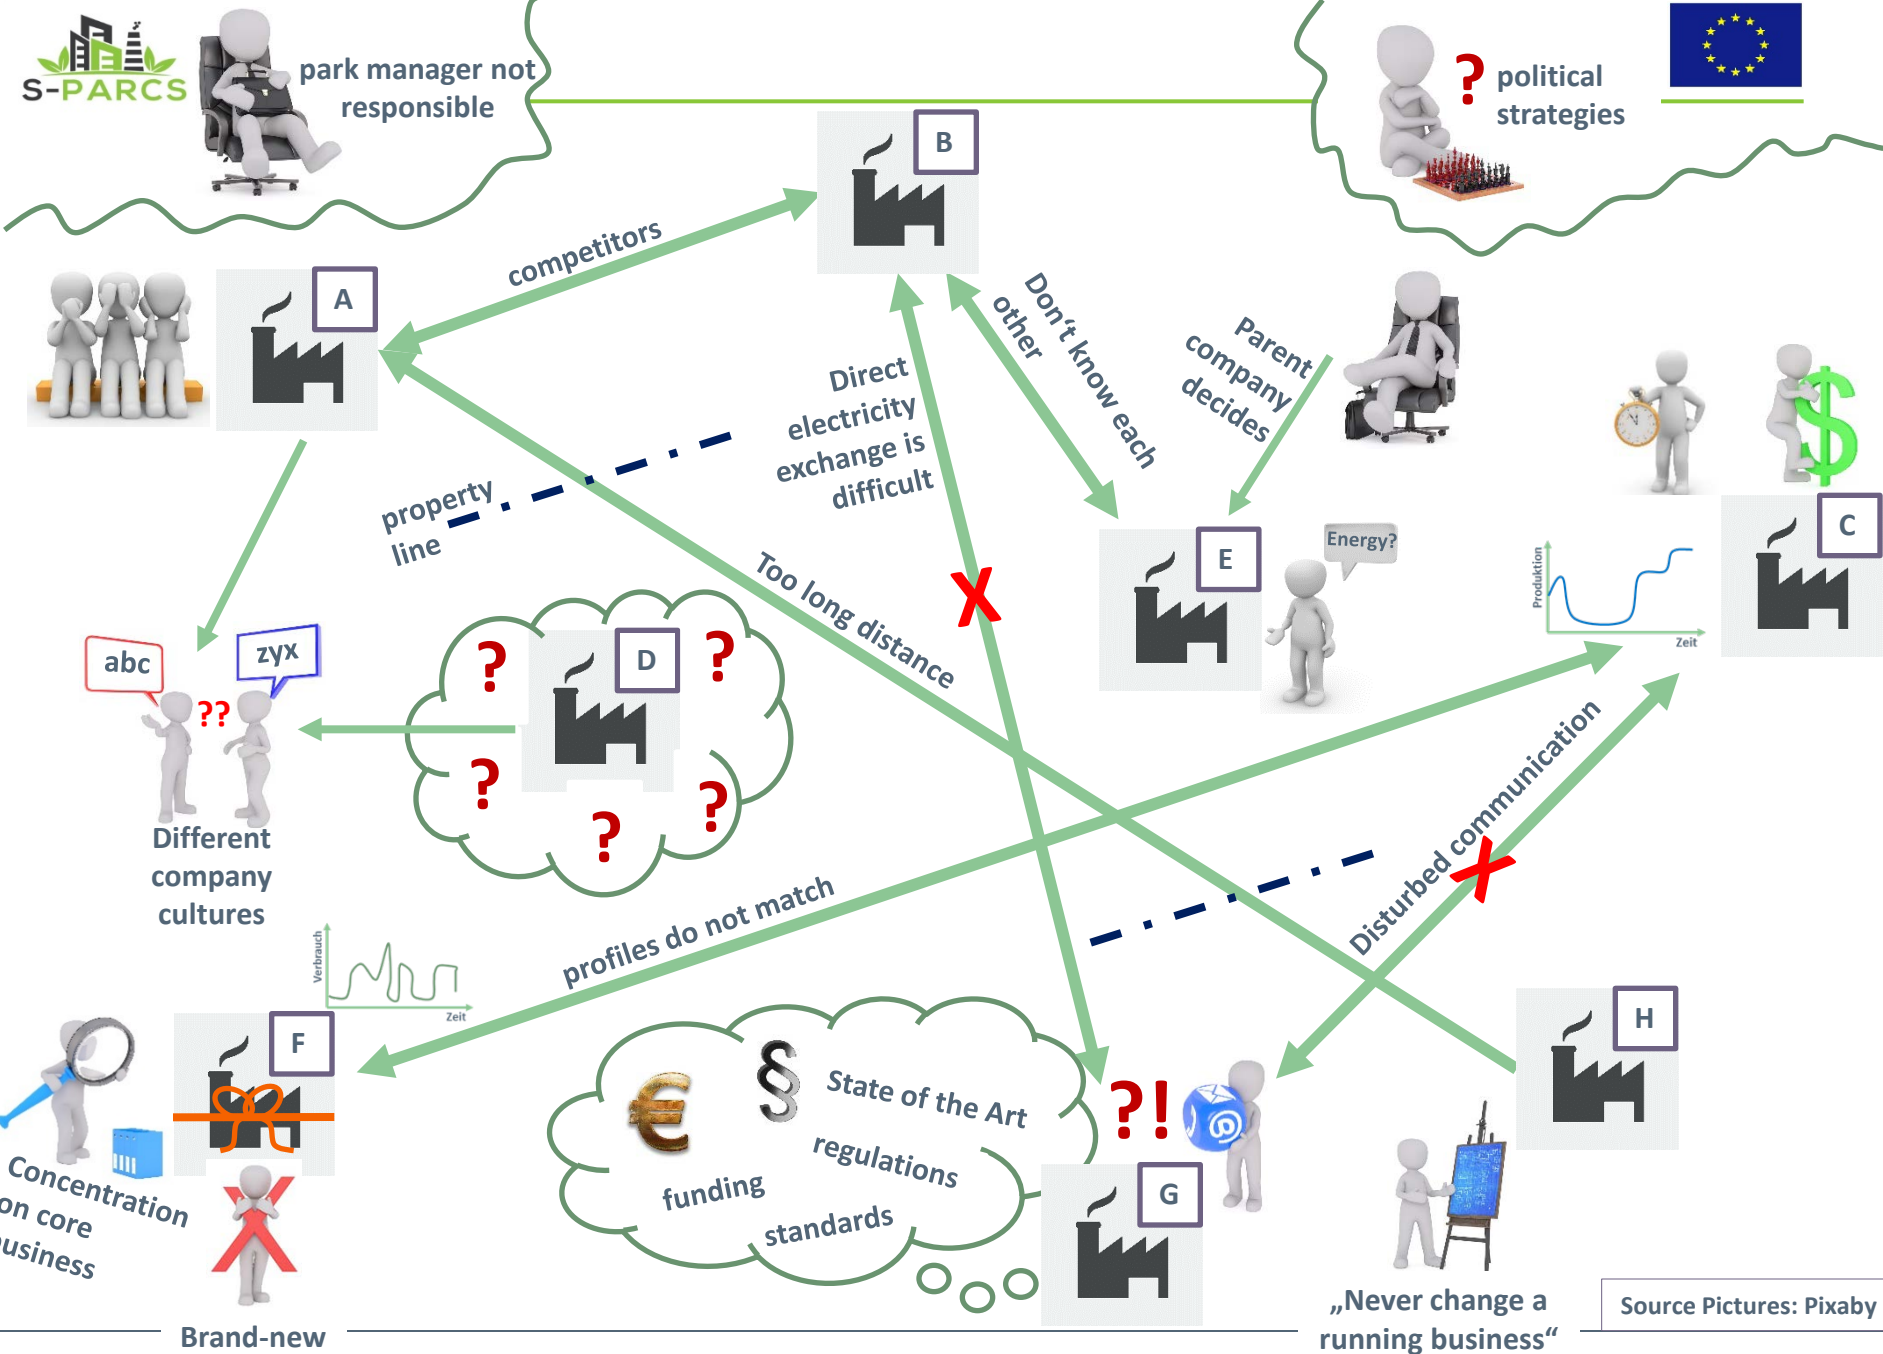 S-PARCS
park manager not
responsible
?
political
strategies
B
competitors
A
Don't know each
other
Parent
company
decides
Direct
electricity
exchange is
difficult
property
line
C
E
Energy?
Produktion
Zeit
Too long distance
X
abc
zyx
??
D
?
?
?
?
?
Different
company
cultures
Disturbed communication
X
profiles do not match
Verbrauch
Zeit
F
H
€
§
State of the Art
regulations
funding
standards
?!
@
G
Concentration
on core
business
X
Brand-new
„Never change a
running business“
Source Pictures: Pixaby
$